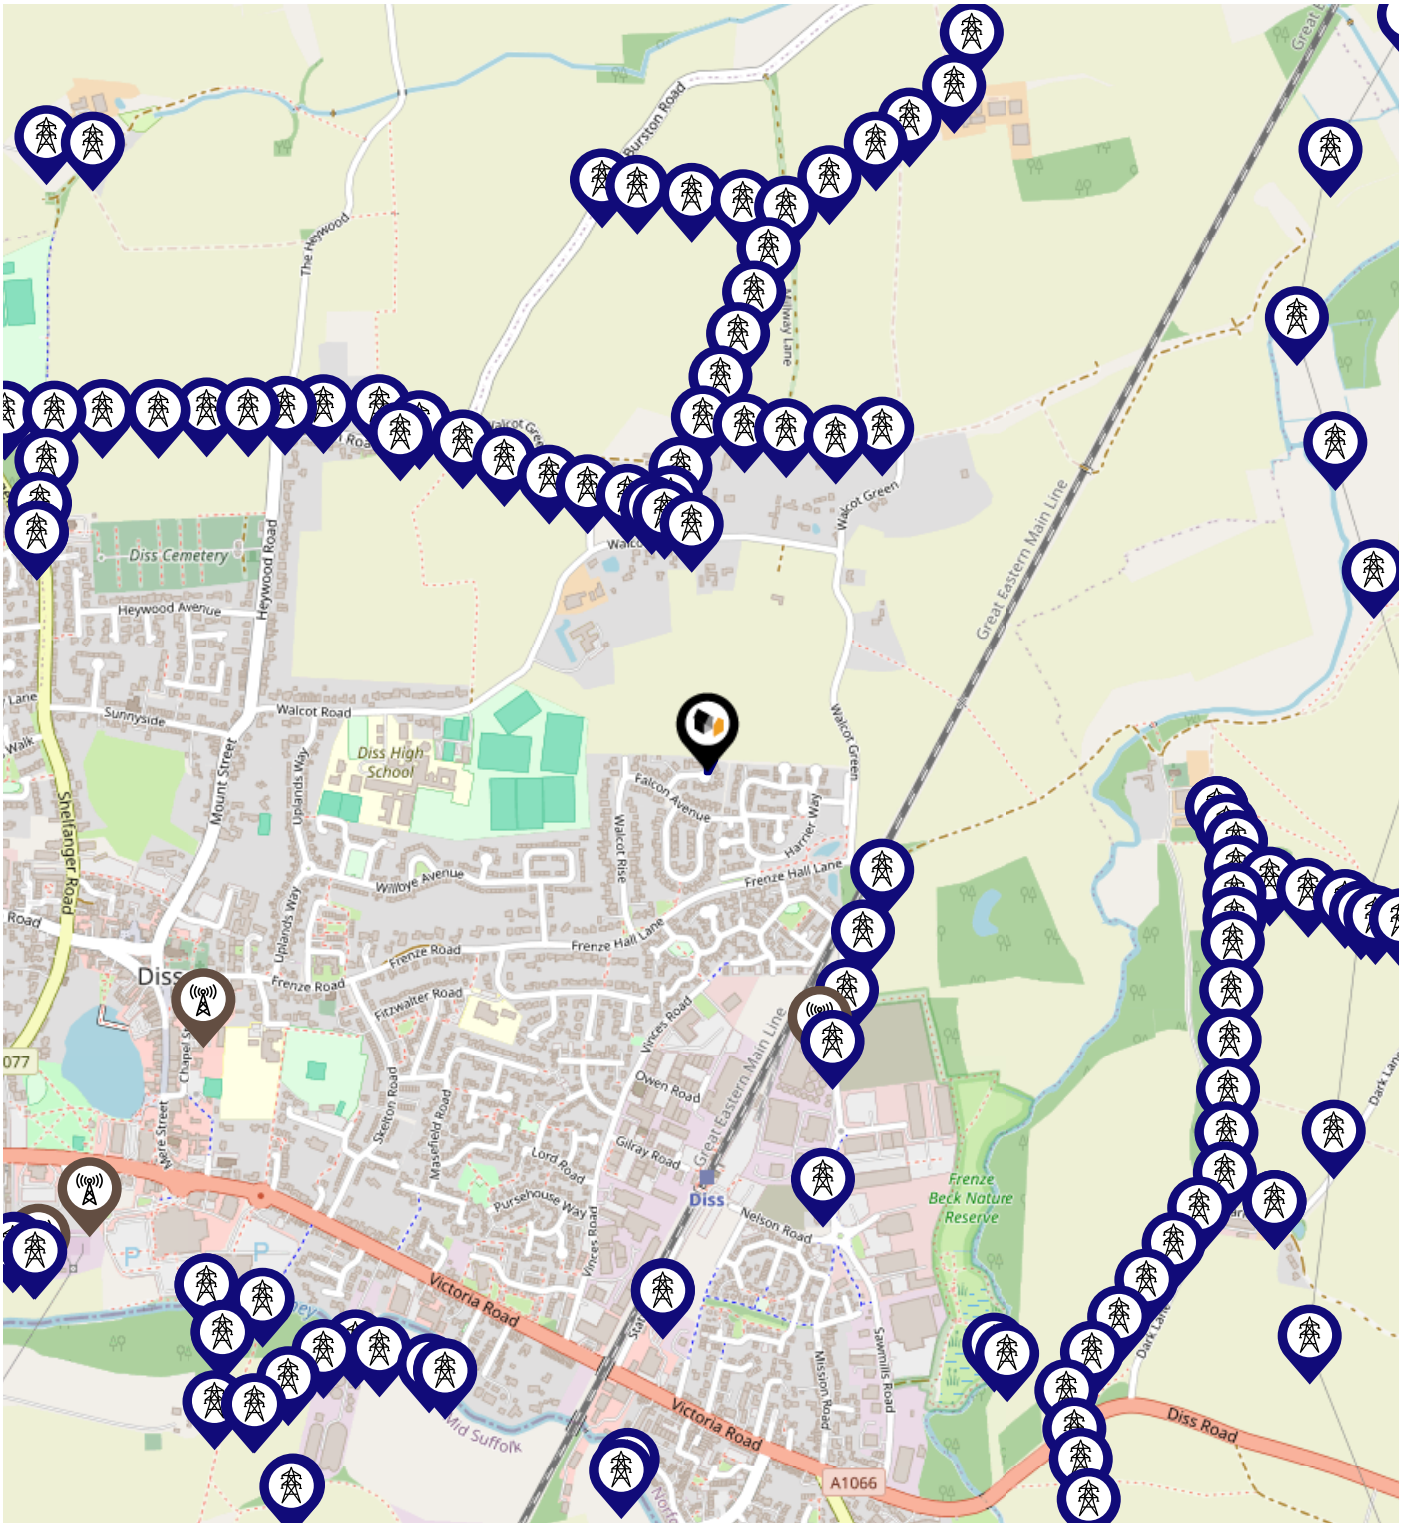 Great E
Burston Road
The Heywood
Millway Lane
Walcot Green
Diss Cemetery
Heywood Road
Heywood Avenue
Great Eastern Main Line
Lane
Sunnyside
Walcot Road
Walk
Mount Street
Uplands Way
Diss High
School
Falcon Avenue
Walcot Green
Harrier Way
Walcot Rise
Shelfanger Road
Willbye Avenue
Frenze Hall Lane
Road
Uplands Way
Frenze Hall Lane
Frenze Road
Diss
Frenze Road
Fitzwalter Road
Vinces Road
Great Eastern Main Line
077
Chapel S
Owen Road
Dark Lane
Skelton Road
Masefield Road
Mere Street
Gilray Road
Lord Road
Diss
Frenze
Beck Nature
Reserve
Pursehouse Way
Nelson Road
P
P
Vinces Road
Victoria Road
Sawmills Road
Mission Road
Dark Lane
Victoria Road
Diss Road
Mid Suffolk
A1066
Norfo